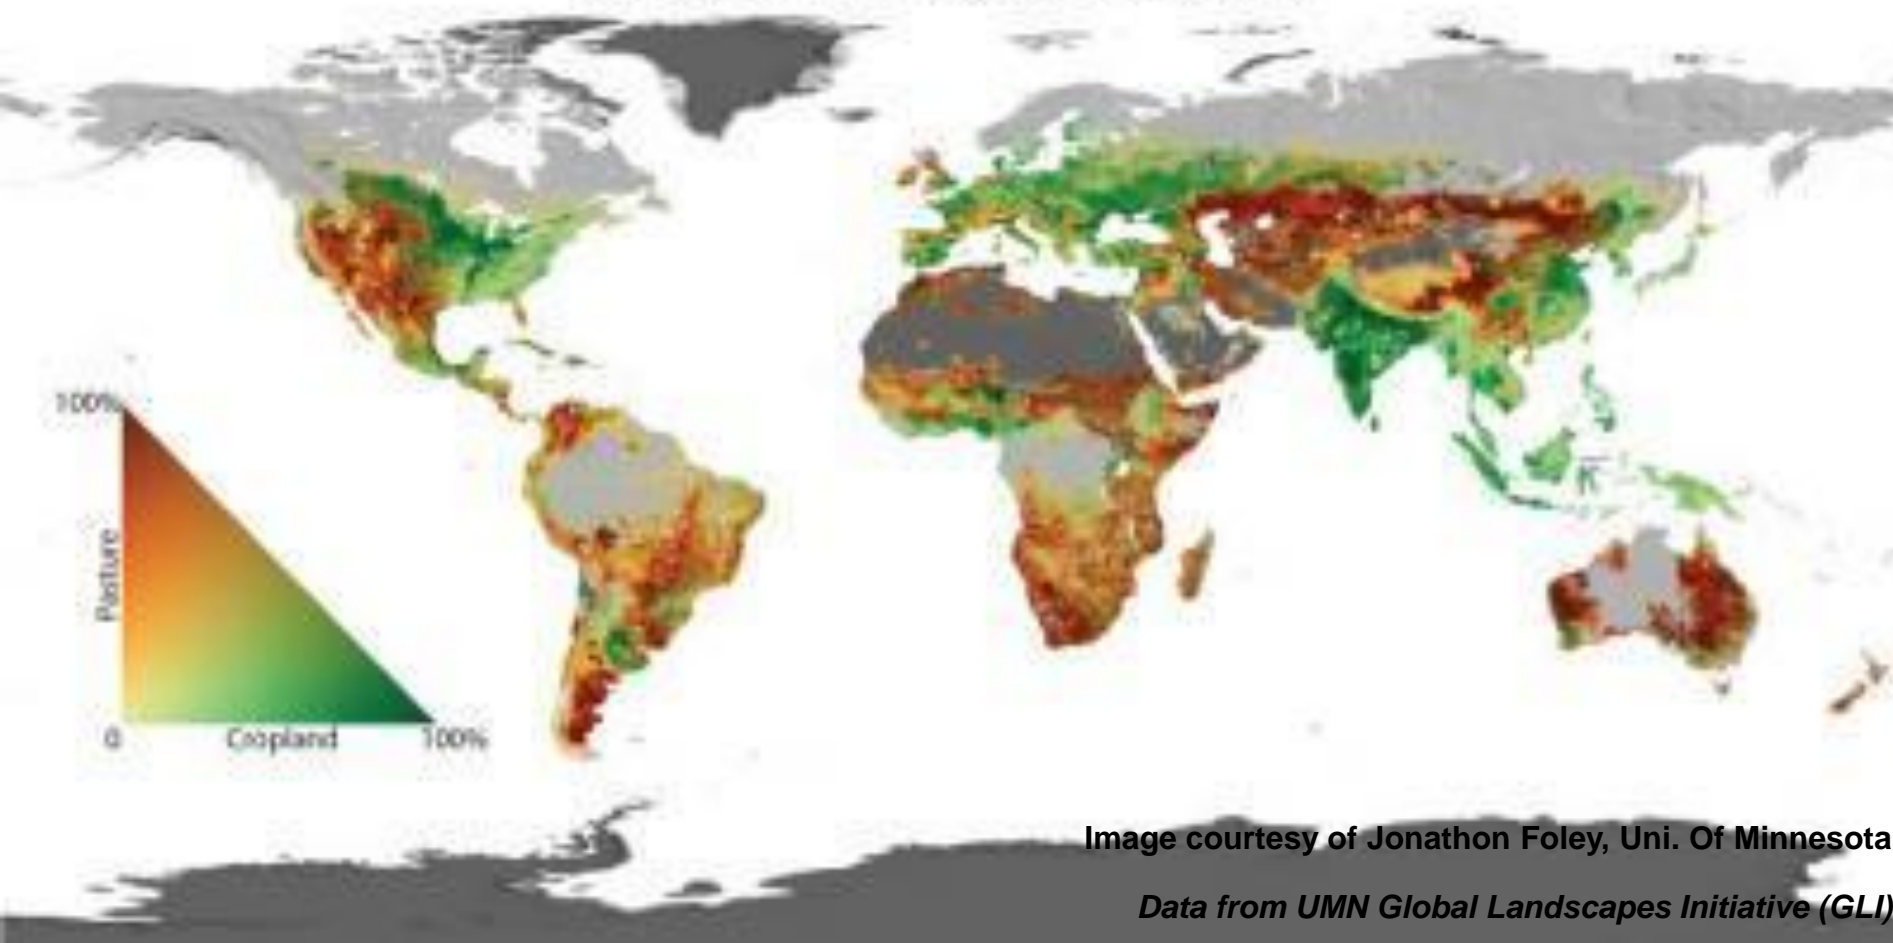 100%
Pasture
0 Cropland 100%
Image courtesy of Jonathon Foley, Uni. Of Minnesota
Data from UMN Global Landscapes Initiative (GLI)